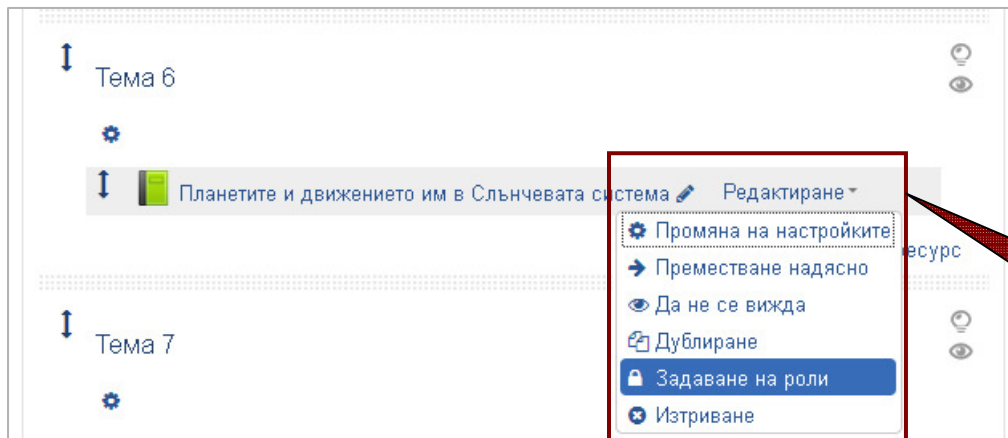 Тема 6
Планетите и движението им в Слънчевата система Редактиране
Промяна на настройките
Преместване надясно
Да не се вижда
Дублиране
Задаване на роли
Изтриване
Тема 7